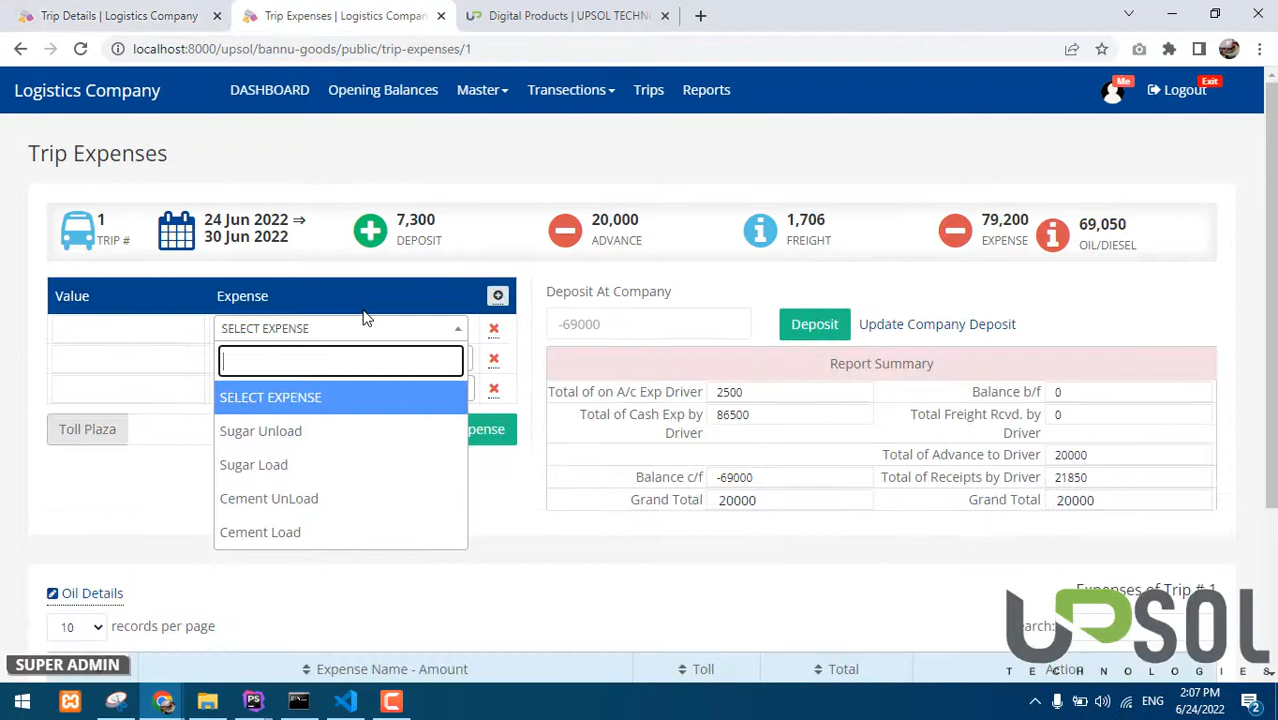 Trip Details | Logistics Company
Trip Expenses | Logistics Compan
Digital Products | UPSOL TECHN
localhost:8000/upsol/bannu-goods/public/trip-expenses/1
Logistics Company
DASHBOARD
Opening Balances
Master
Transactions
Trips
Reports
Me
Logout
Exit
Trip Expenses
1
TRIP #
24 Jun 2022 ⇒
30 Jun 2022
7,300
DEPOSIT
20,000
ADVANCE
1,706
FREIGHT
79,200
EXPENSE
69,050
OIL/DIESEL
Value
Expense
SELECT EXPENSE
SELECT EXPENSE
Sugar Unload
Sugar Load
Cement UnLoad
Cement Load
Toll Plaza
pense
Deposit At Company
-69000
Deposit
Update Company Deposit
Report Summary
Total of on A/c Exp Driver 2500 Balance b/f 0
Total of Cash Exp by 86500 Total Freight Rcvd. by 0
Driver Driver
Total of Advance to Driver 20000
Balance c/f -69000 Total of Receipts by Driver 21850
Grand Total 20000 Grand Total 20000
Oil Details
Expenses of Trip # 1
10 records per page
earch:
Expense Name - Amount
Toll
Total
Action
SUPER ADMIN
UPSOL
TECHNOLOGIES
ENG
2:07 PM
6/24/2022
2